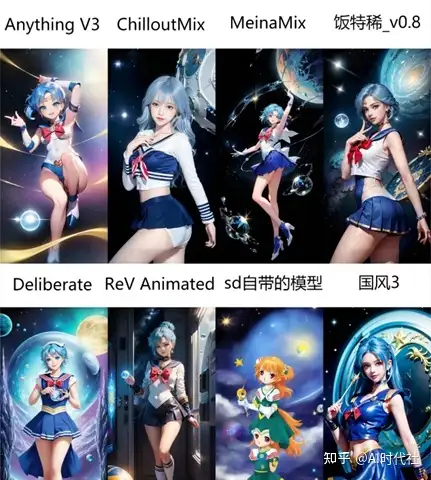 Anything V3
ChilloutMix
MeinaMix
饭特稀_v0.8
Deliberate
ReV Animated
sd自带的模型
国风3
知乎 @AI时代社